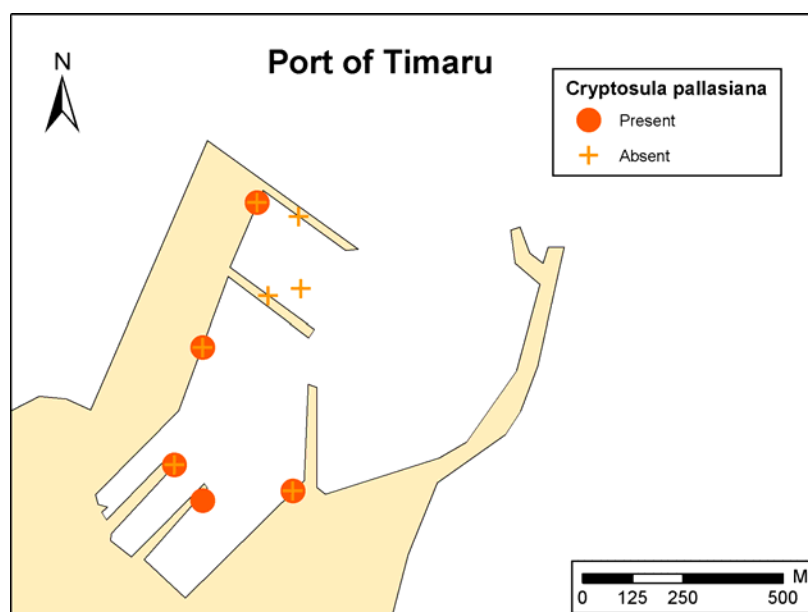 Port of Timaru
N
Cryptosula pallasiana
Present
Absent
M
0 125 250 500